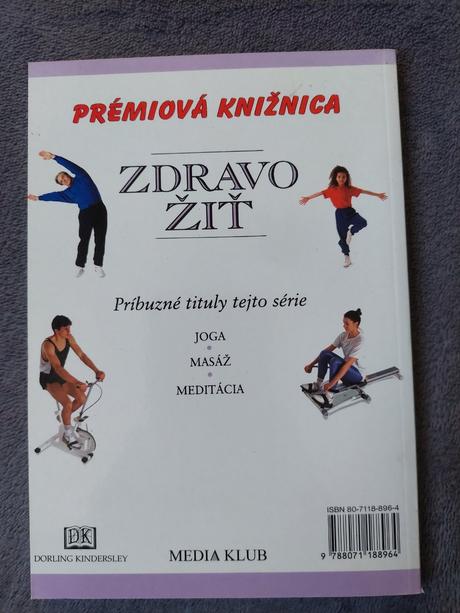 PRÉMIOVÁ KNIŽNICA
ZDRAVO
ŽIŤ
Príbuzné tituly tejto série
JOGA
MASÁŽ
MEDITÁCIA
ISBN 80-7118-896-4
9 788071 188964
DK
DORLING KINDERSLEY
MEDIA KLUB